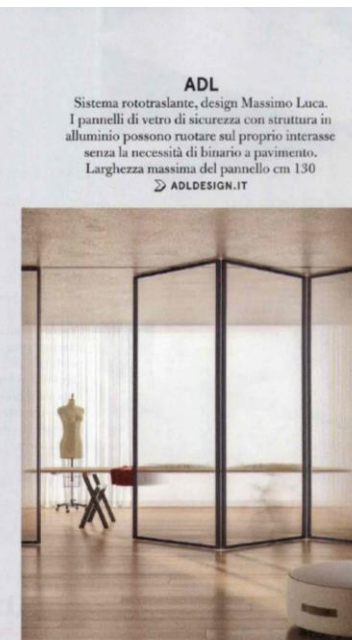 ADL
Sistema rototraslante, design Massimo Luca.
I pannelli di vetro di sicurezza con struttura in
alluminio possono ruotare sul proprio interasse
senza la necessità di binario a pavimento.
Larghezza massima del pannello cm 130
ADLDESIGN.IT